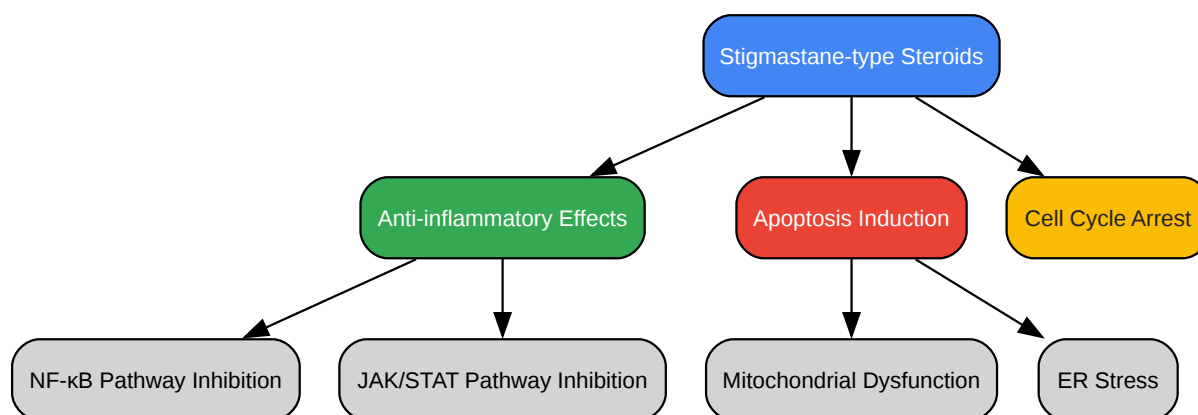 Stigmastane-type Steroids
Anti-inflammatory Effects
Apoptosis Induction
Cell Cycle Arrest
NF-κB Pathway Inhibition
JAK/STAT Pathway Inhibition
Mitochondrial Dysfunction
ER Stress